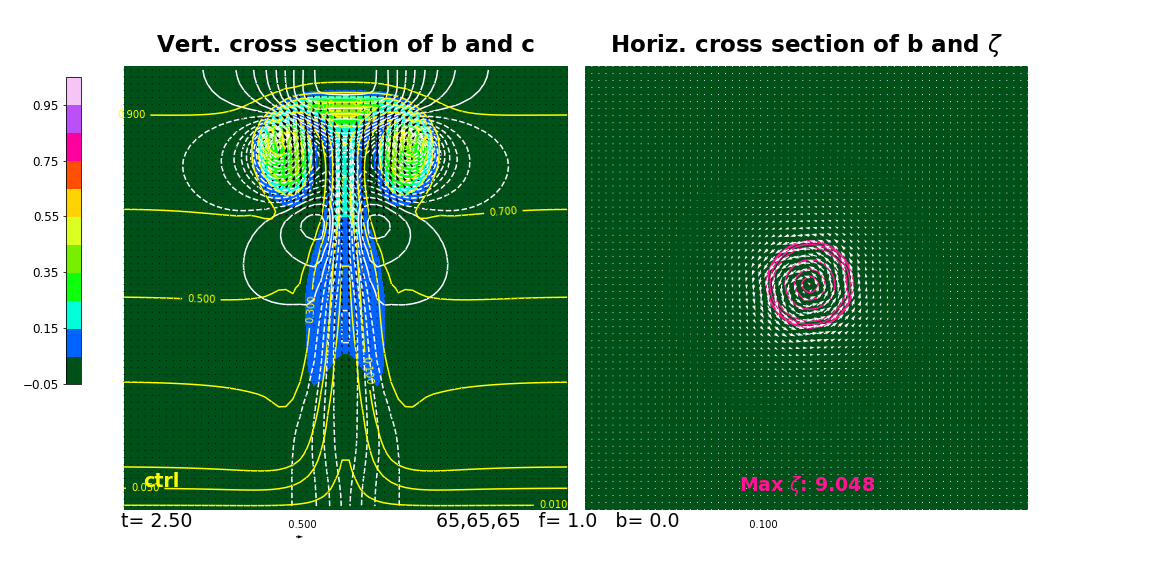 Vert. cross section of b and c
Horiz. cross section of b and ζ
0.95
0.75
0.55
0.35
0.15
−0.05
0.900
0.700
0.500
0.300
0.050
0.010
ctrl
Max ζ: 9.048
t= 2.50
65,65,65 f= 1.0 b= 0.0
0.500
0.100